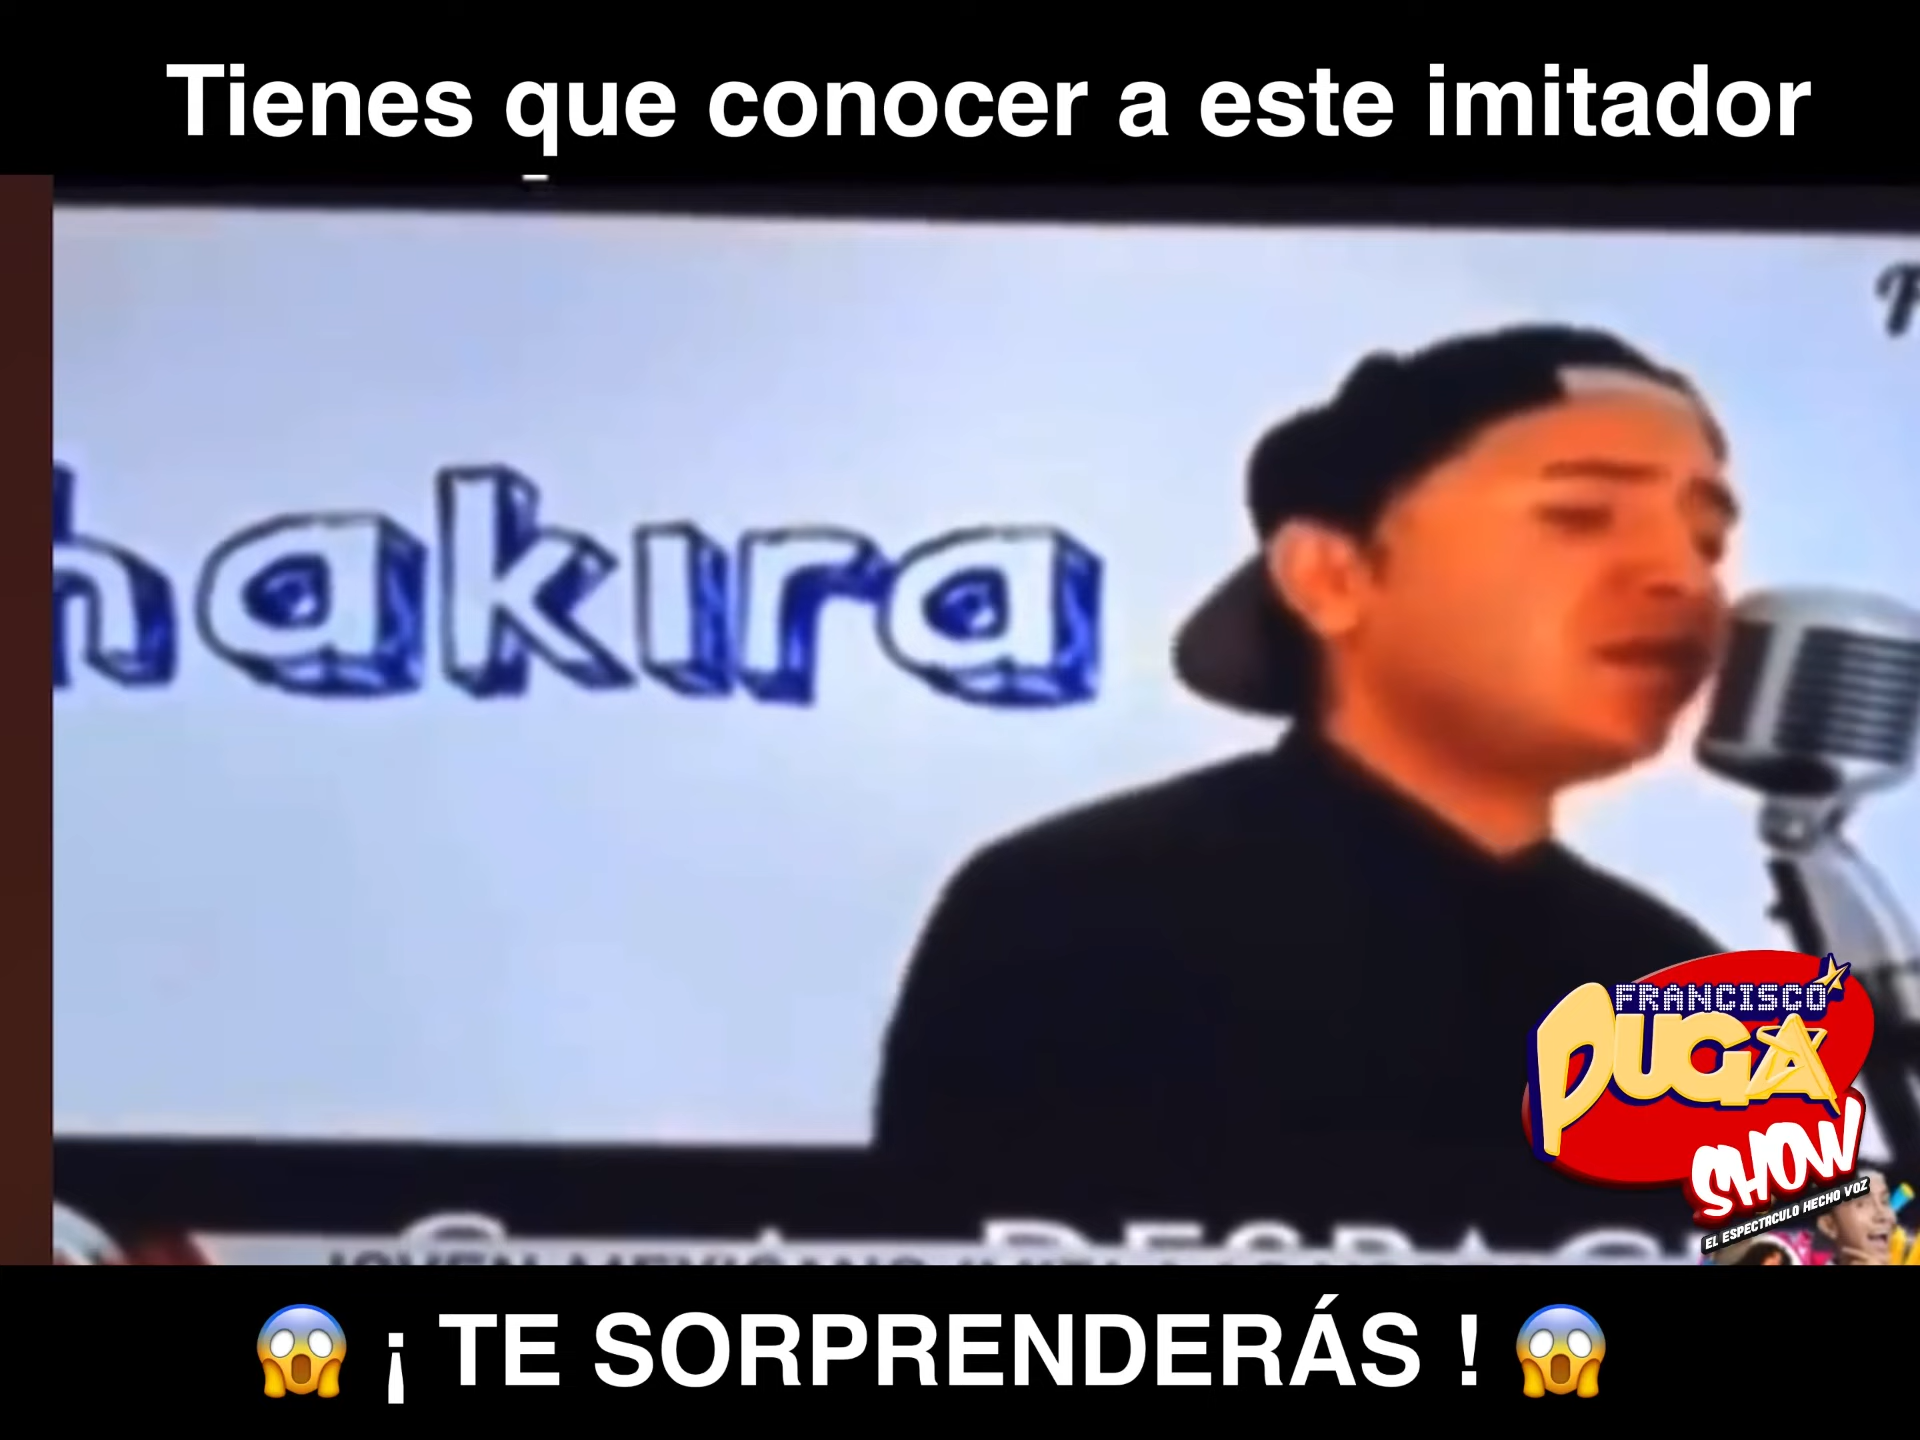 Tienes que conocer a este imitador
hakira
FRANCISCO
PUGA
SHOW
EL ESPECTACULO HECHO VOZ
😱 ¡ TE SORPRENDERÁS ! 😱